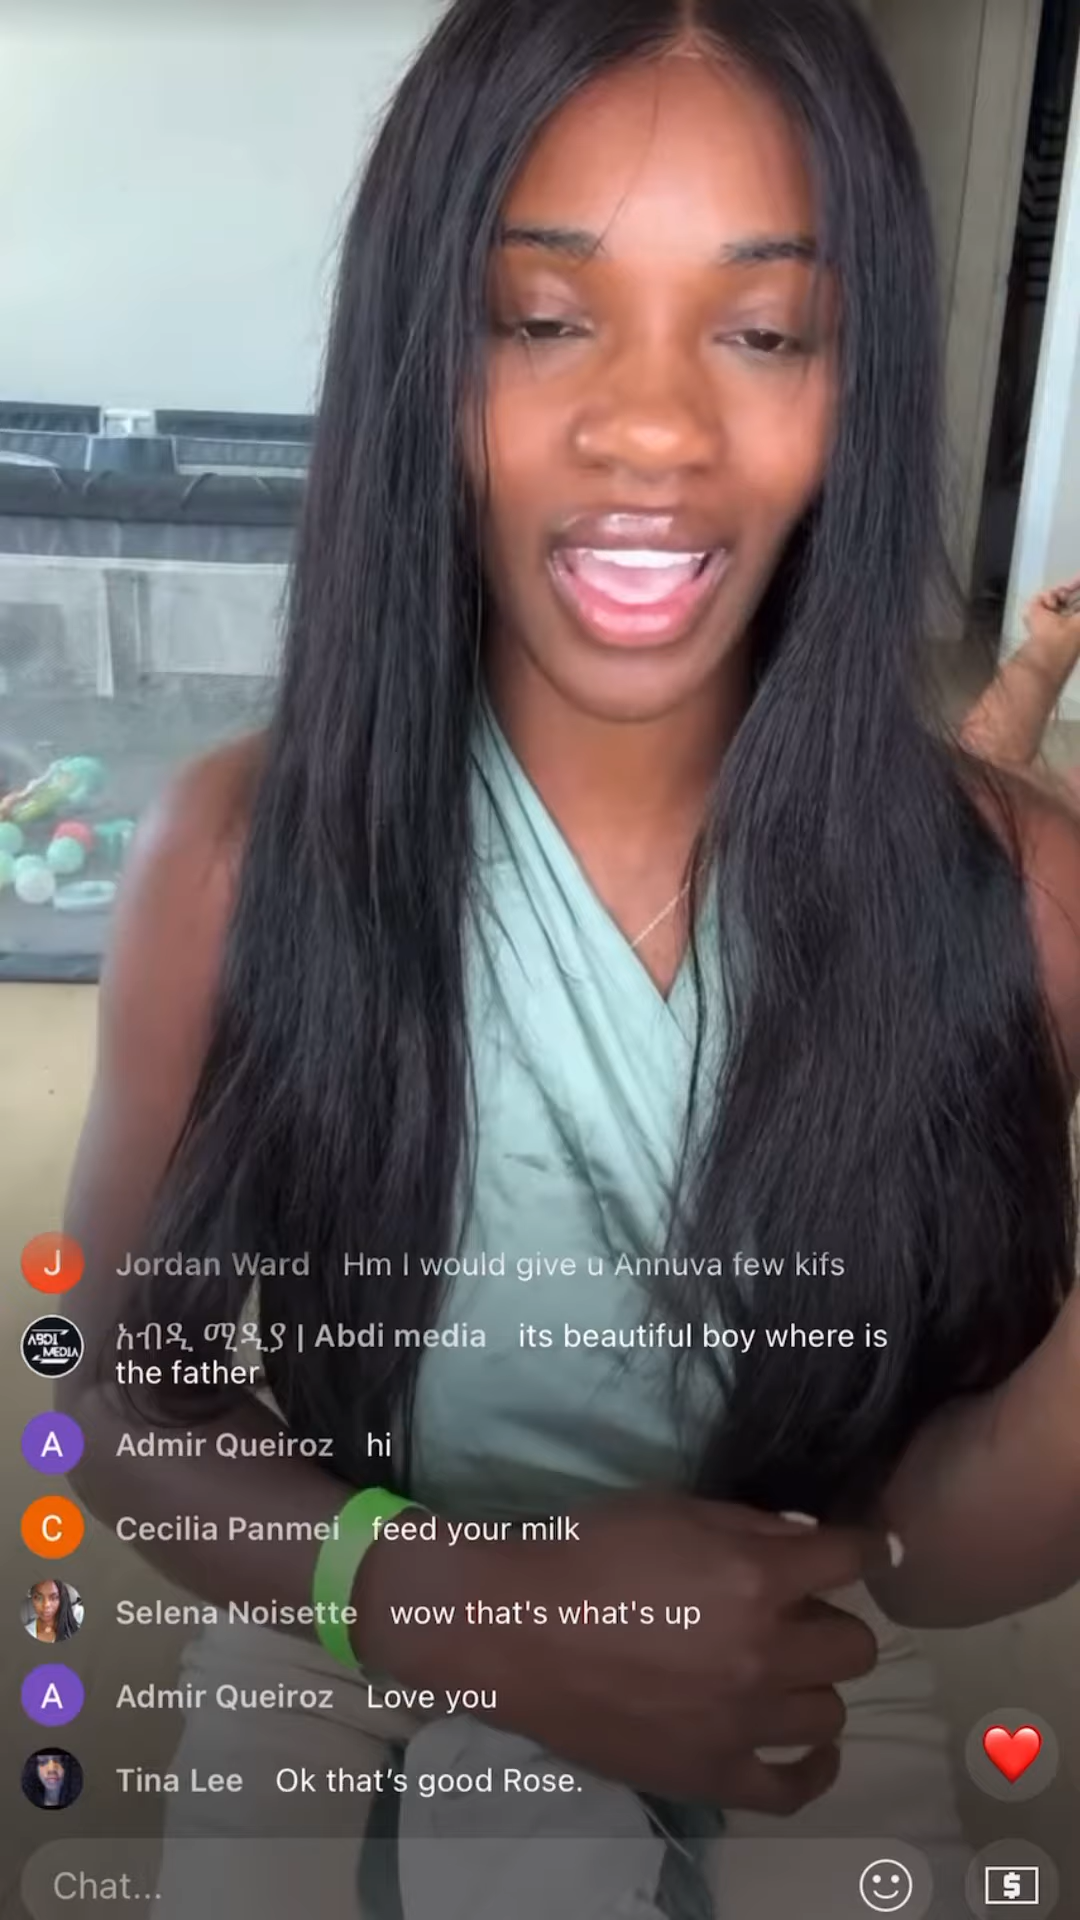 J
Jordan Ward Hm I would give u Annuva few kifs
ABDI MEDIA
አብዲ ሚዲያ | Abdi media its beautiful boy where is
the father
A
Admir Queiroz hi
C
Cecilia Panmei feed your milk
Selena Noisette wow that's what's up
A
Admir Queiroz Love you
Tina Lee Ok that’s good Rose.
Chat...
$